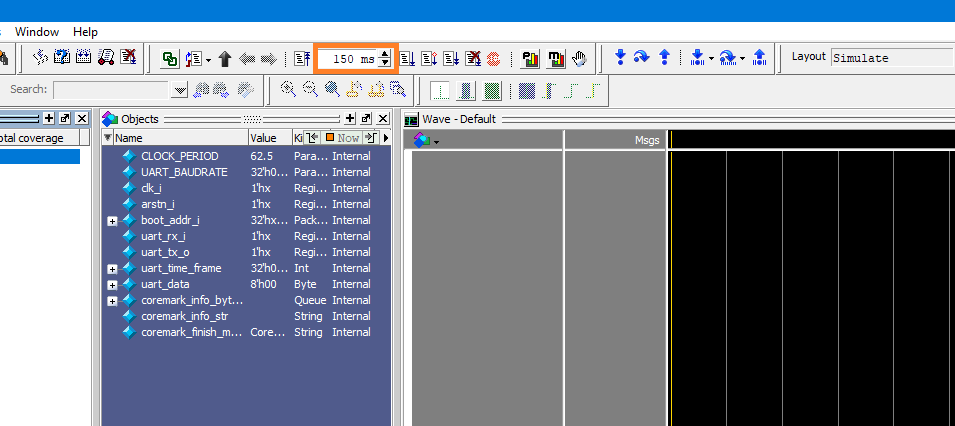 Window Help
150 ms
Layout Simulate
Search:
Objects
Wave - Default
otal coverage
Name Value Ki Now
Msgs
CLOCK_PERIOD 62.5 Para... Internal
UART_BAUDRATE 32'h0... Para... Internal
clk_i 1'hx Regi... Internal
arstn_i 1'hx Regi... Internal
boot_addr_i 32'hx... Pack... Internal
uart_rx_i 1'hx Regi... Internal
uart_tx_o 1'hx Regi... Internal
uart_time_frame 32'h0... Int Internal
uart_data 8'h00 Byte Internal
coremark_info_byt... Queue Internal
coremark_info_str String Internal
coremark_finish_m... Core... String Internal